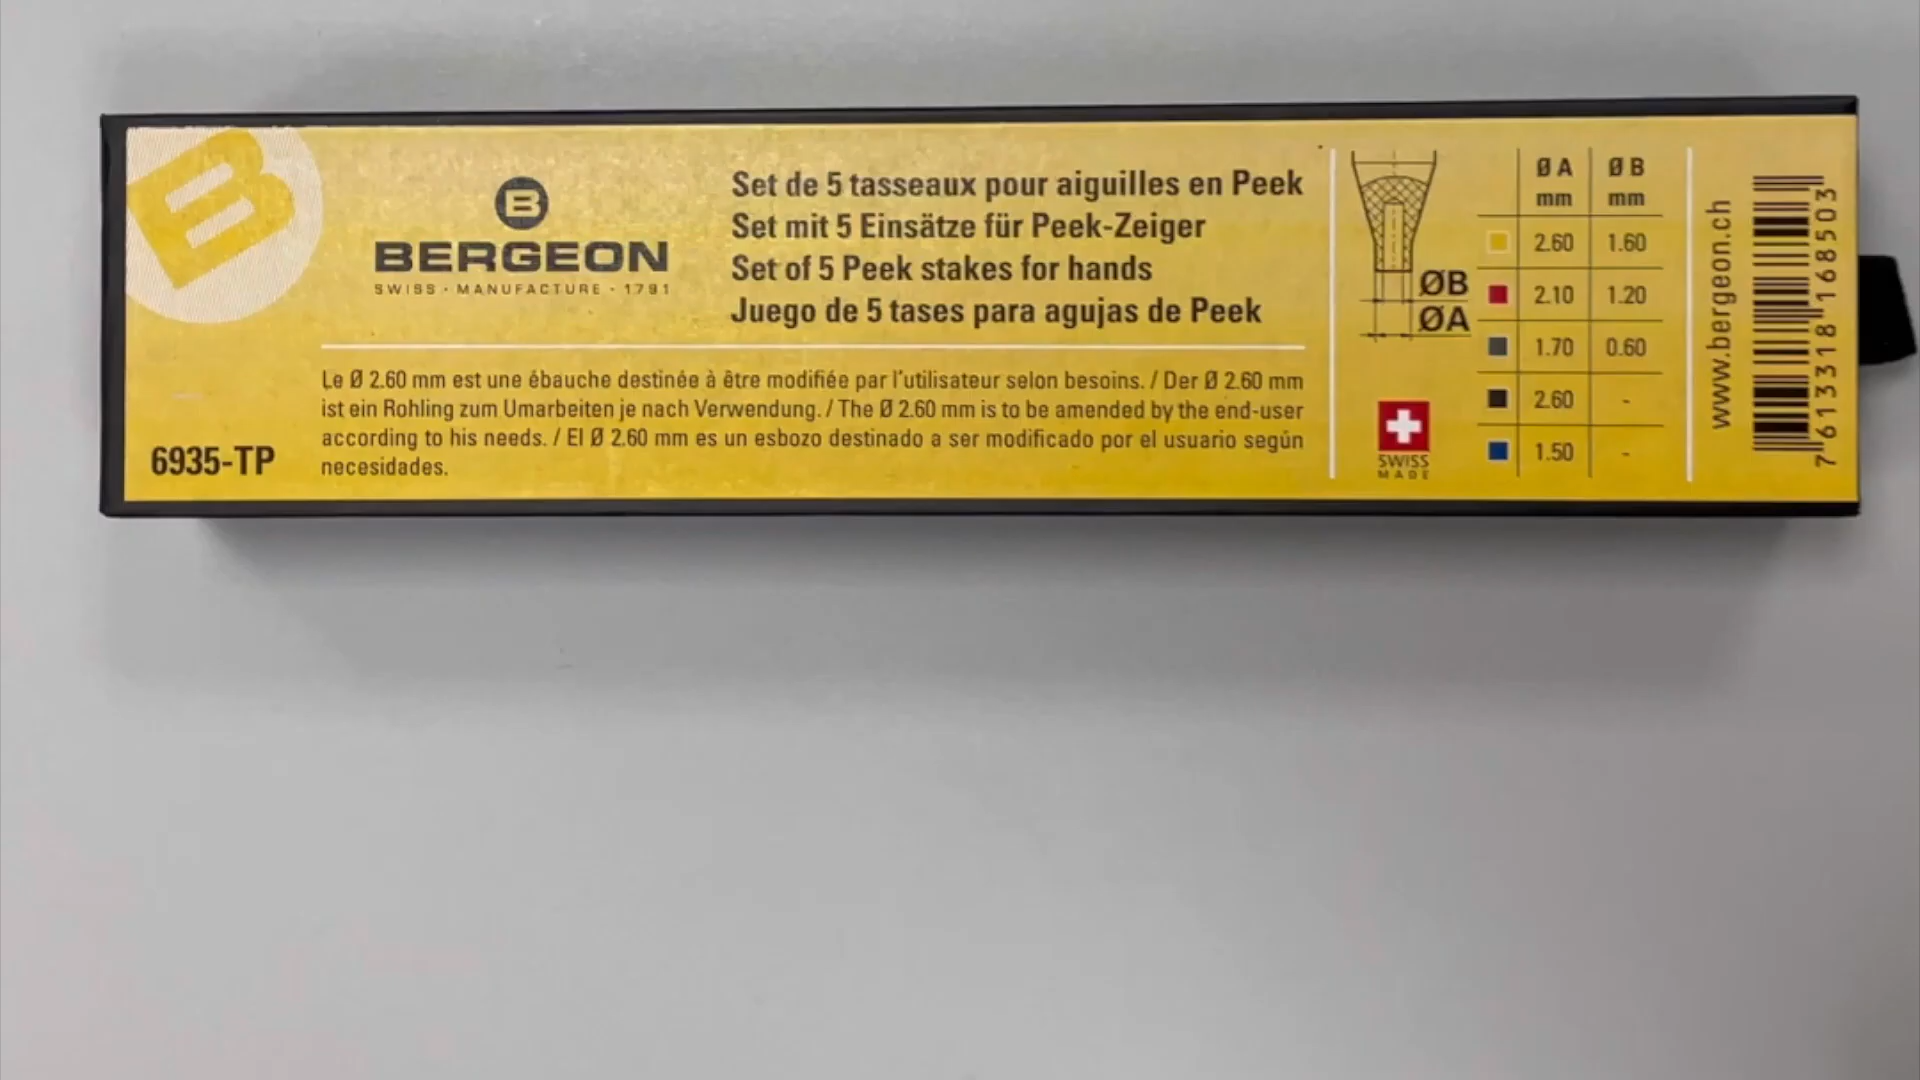 B
BERGEON
SWISS · MANUFACTURE · 1791
Set de 5 tasseaux pour aiguilles en Peek
Set mit 5 Einsätze für Peek-Zeiger
Set of 5 Peek stakes for hands
Juego de 5 tases para agujas de Peek
Le Ø 2.60 mm est une ébauche destinée à être modifiée par l'utilisateur selon besoins. / Der Ø 2.60 mm
ist ein Rohling zum Umarbeiten je nach Verwendung. / The Ø 2.60 mm is to be amended by the end-user
according to his needs. / El Ø 2.60 mm es un esbozo destinado a ser modificado por el usuario según
necesidades.
6935-TP
ØB
ØA
SWISS
MADE
Ø A Ø B
mm mm
2.60 1.60
2.10 1.20
1.70 0.60
2.60 -
1.50 -
www.bergeon.ch
7613318168503
B